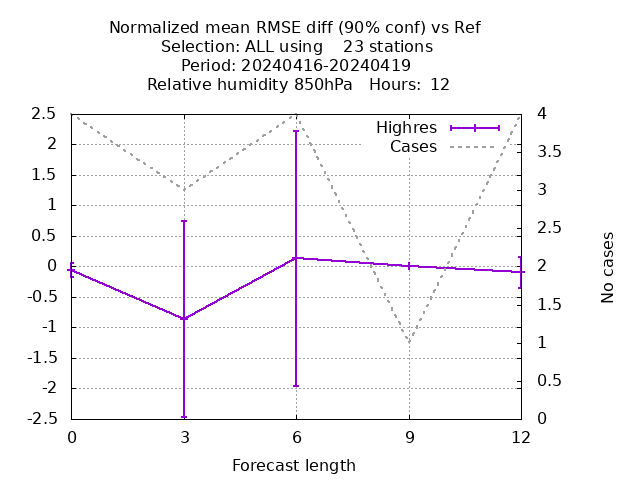 Normalized mean RMSE diff (90% conf) vs Ref
Selection: ALL using    23 stations
Period: 20240416-20240419
Relative humidity 850hPa   Hours:  12
Highres
Cases
2.5
2
1.5
1
0.5
0
-0.5
-1
-1.5
-2
-2.5
4
3.5
3
2.5
2
1.5
1
0.5
0
No cases
0 3 6 9 12
Forecast length